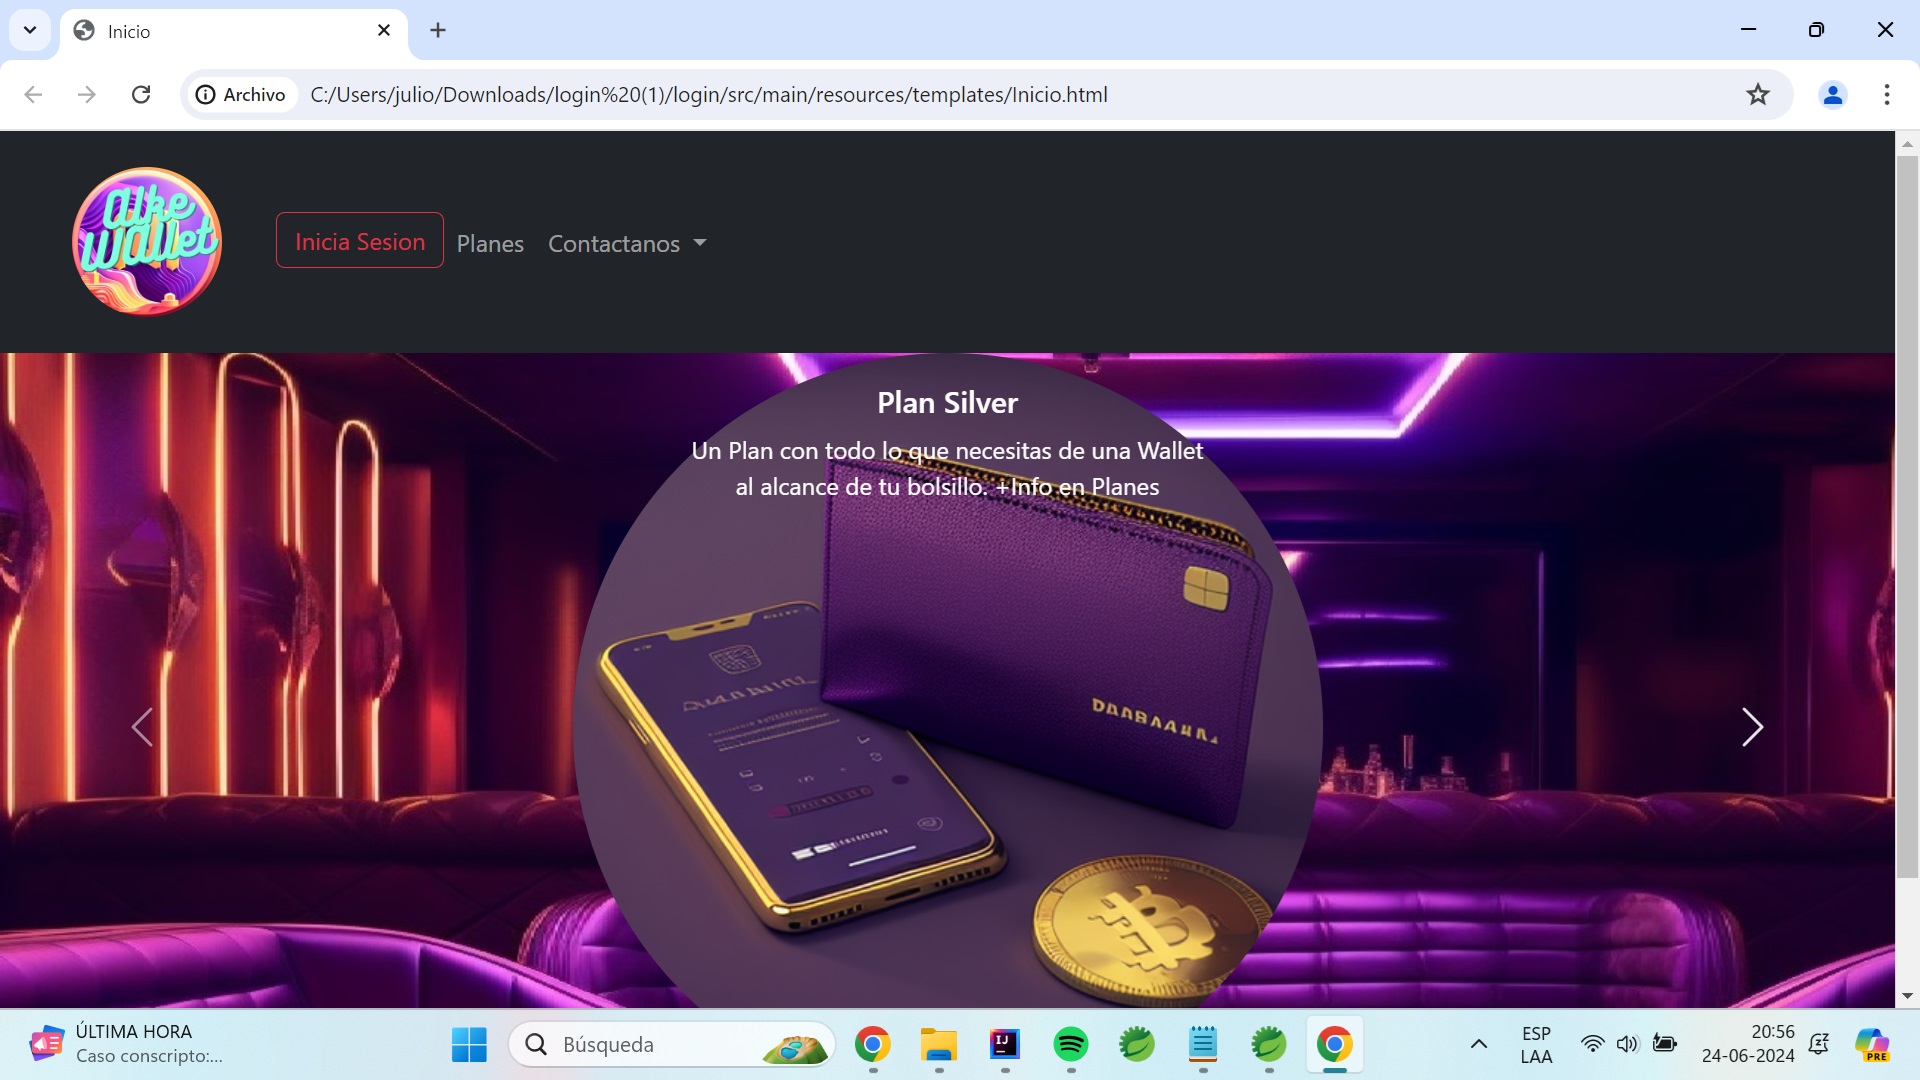 Inicio
Archivo
C:/Users/julio/Downloads/login%20(1)/login/src/main/resources/templates/Inicio.html
alke
wallet
Inicia Sesion
Planes
Contactanos
Plan Silver
Un Plan con todo lo que necesitas de una Wallet
al alcance de tu bolsillo. +Info en Planes
ÚLTIMA HORA
Caso conscripto:...
Búsqueda
IJ
ESP
LAA
20:56
24-06-2024
PRE